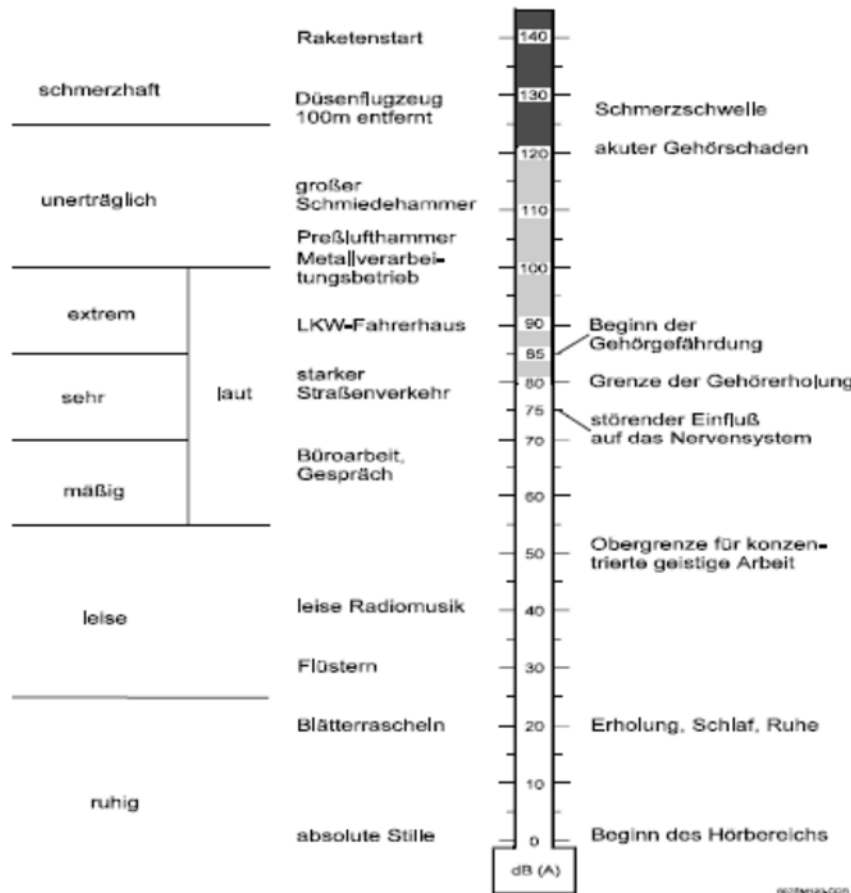 Raketenstart
140
schmerzhaft
Düsenflugzeug
100m entfernt
130
Schmerzschwelle
120
akuter Gehörschaden
unerträglich
großer
Schmiedehammer
110
Preßlufthammer
Metallverarbei-
tungsbetrieb
100
extrem
LKW-Fahrerhaus
90
Beginn der
Gehörgefährdung
85
laut
sehr
starker
Straßenverkehr
80
Grenze der Gehörerholung
75
störender Einfluß
auf das Nervensystem
70
mäßig
Büroarbeit,
Gespräch
60
50
Obergrenze für konzen-
trierte geistige Arbeit
leise
leise Radiomusik
40
Flüstern
30
Blätterrascheln
20
Erholung, Schlaf, Ruhe
ruhig
10
absolute Stille
0
Beginn des Hörbereichs
dB (A)